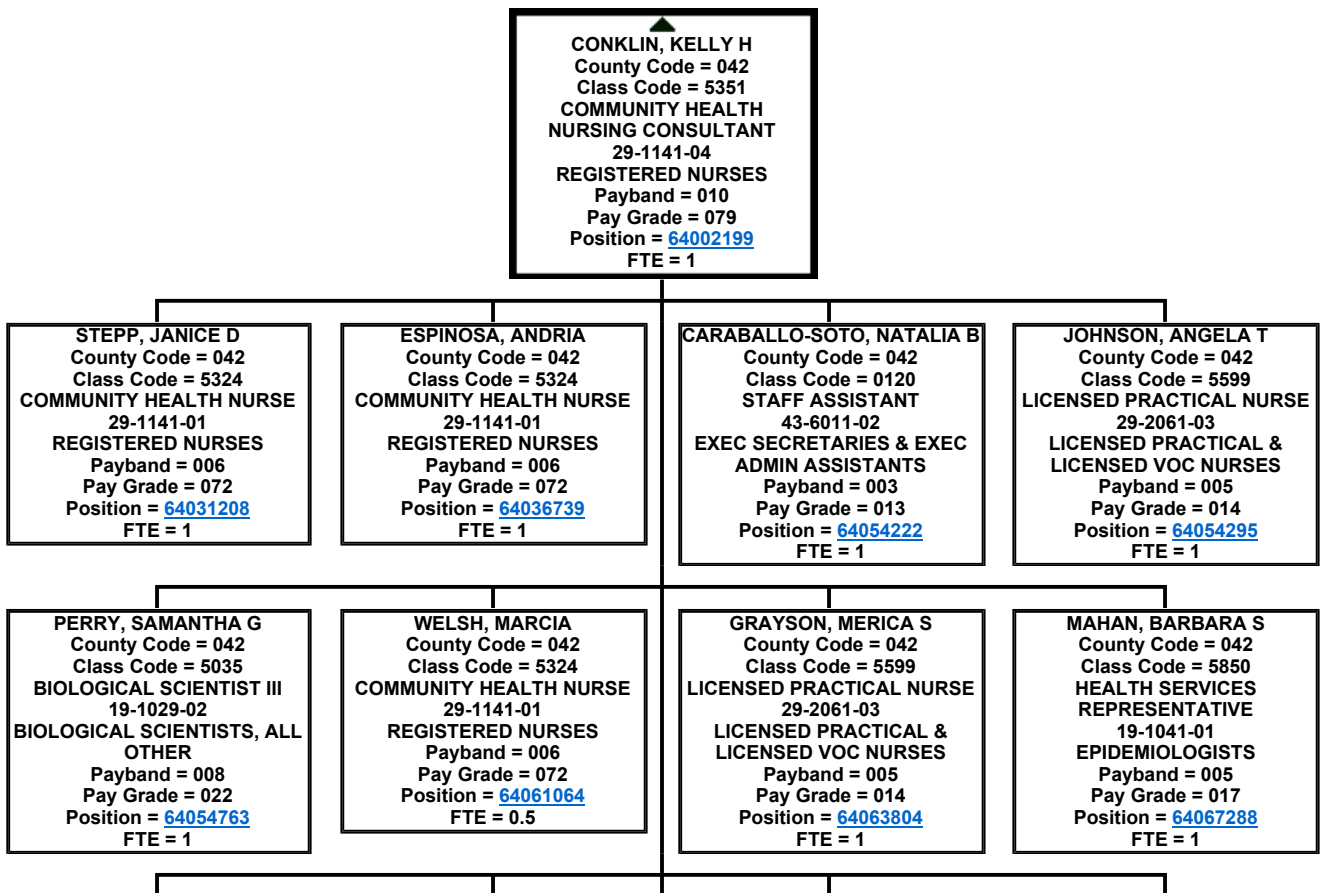 CONKLIN, KELLY H
County Code = 042
Class Code = 5351
COMMUNITY HEALTH
NURSING CONSULTANT
29-1141-04
REGISTERED NURSES
Payband = 010
Pay Grade = 079
Position = 64002199
FTE = 1
STEPP, JANICE D
County Code = 042
Class Code = 5324
COMMUNITY HEALTH NURSE
29-1141-01
REGISTERED NURSES
Payband = 006
Pay Grade = 072
Position = 64031208
FTE = 1
ESPINOSA, ANDRIA
County Code = 042
Class Code = 5324
COMMUNITY HEALTH NURSE
29-1141-01
REGISTERED NURSES
Payband = 006
Pay Grade = 072
Position = 64036739
FTE = 1
CARABALLO-SOTO, NATALIA B
County Code = 042
Class Code = 0120
STAFF ASSISTANT
43-6011-02
EXEC SECRETARIES & EXEC
ADMIN ASSISTANTS
Payband = 003
Pay Grade = 013
Position = 64054222
FTE = 1
JOHNSON, ANGELA T
County Code = 042
Class Code = 5599
LICENSED PRACTICAL NURSE
29-2061-03
LICENSED PRACTICAL &
LICENSED VOC NURSES
Payband = 005
Pay Grade = 014
Position = 64054295
FTE = 1
PERRY, SAMANTHA G
County Code = 042
Class Code = 5035
BIOLOGICAL SCIENTIST III
19-1029-02
BIOLOGICAL SCIENTISTS, ALL
OTHER
Payband = 008
Pay Grade = 022
Position = 64054763
FTE = 1
WELSH, MARCIA
County Code = 042
Class Code = 5324
COMMUNITY HEALTH NURSE
29-1141-01
REGISTERED NURSES
Payband = 006
Pay Grade = 072
Position = 64061064
FTE = 0.5
GRAYSON, MERICA S
County Code = 042
Class Code = 5599
LICENSED PRACTICAL NURSE
29-2061-03
LICENSED PRACTICAL &
LICENSED VOC NURSES
Payband = 005
Pay Grade = 014
Position = 64063804
FTE = 1
MAHAN, BARBARA S
County Code = 042
Class Code = 5850
HEALTH SERVICES
REPRESENTATIVE
19-1041-01
EPIDEMIOLOGISTS
Payband = 005
Pay Grade = 017
Position = 64067288
FTE = 1